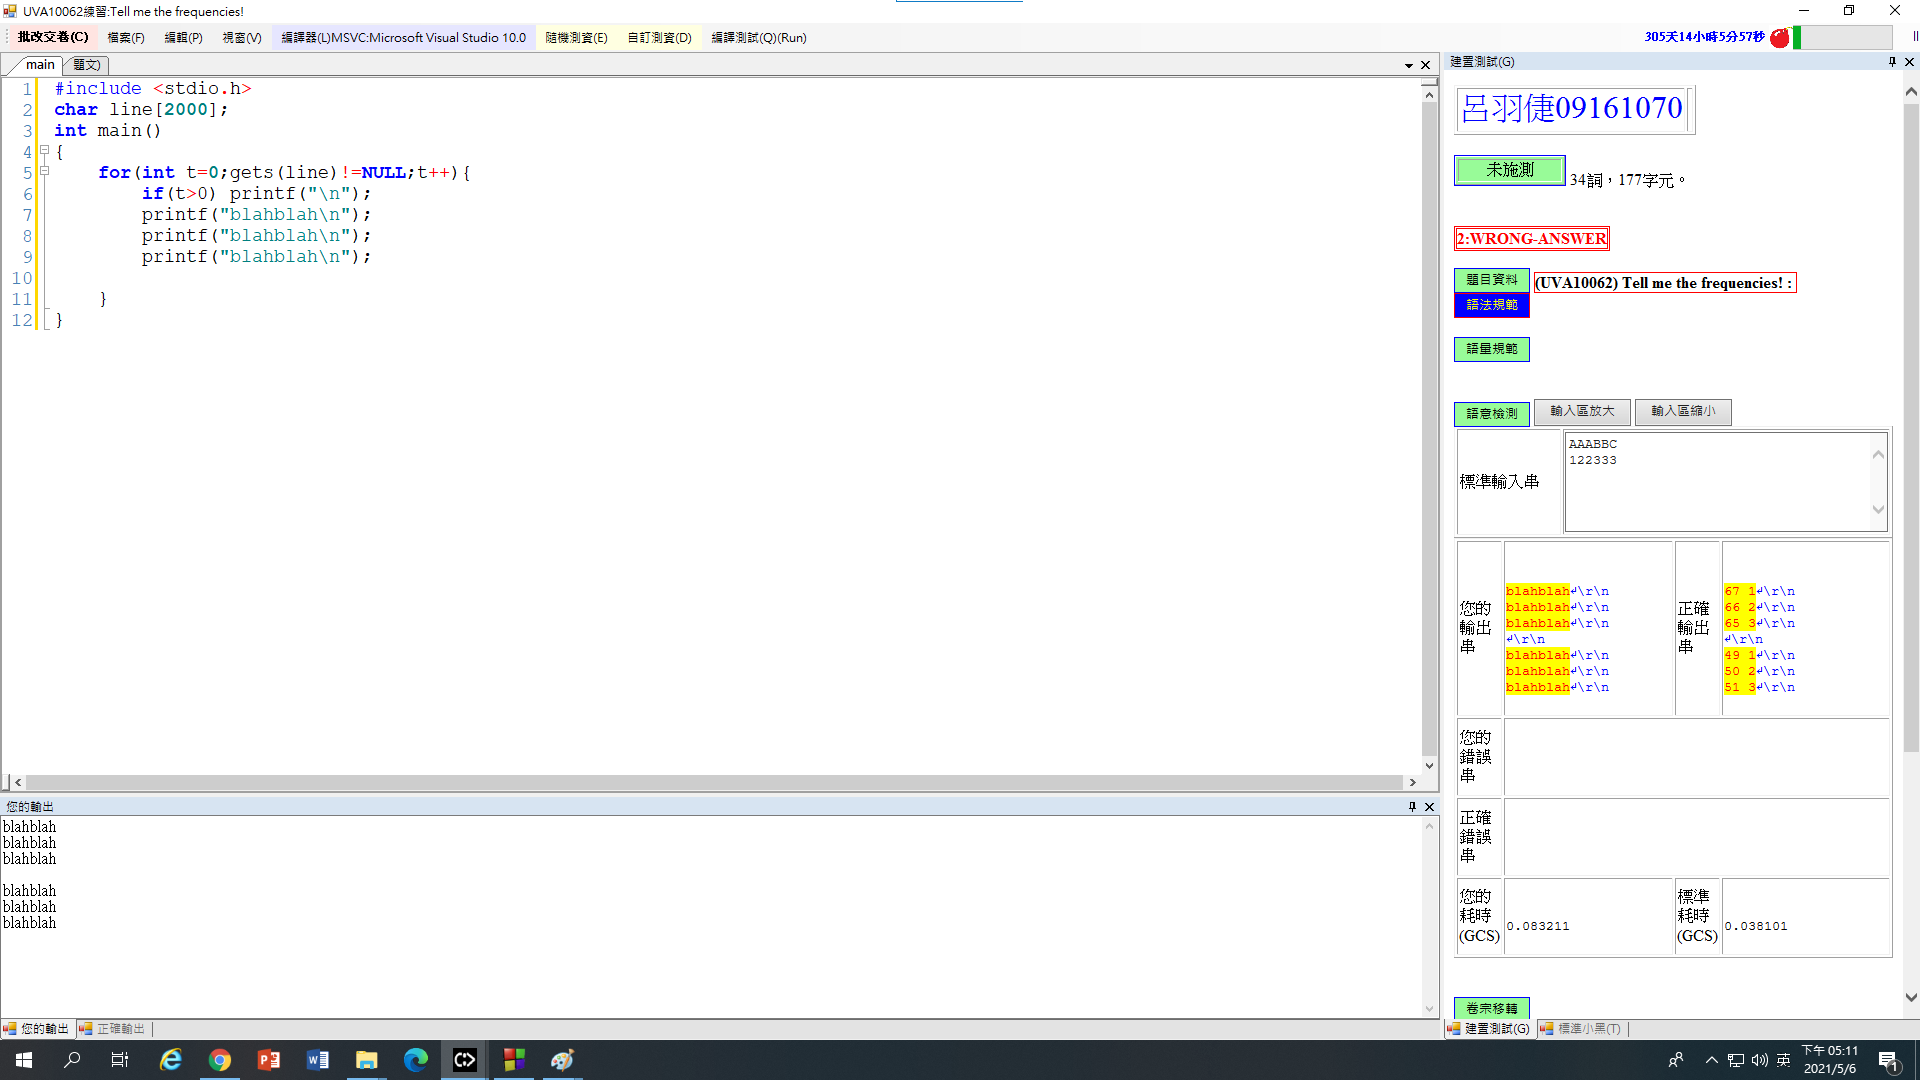 UVA10062練習:Tell me the frequencies!
批改交卷(C) 檔案(F) 編輯(P) 視窗(V) 編譯器(L)MSVC:Microsoft Visual Studio 10.0 隨機測資(E) 自訂測資(D) 編譯測試(Q)(Run)
305天14小時5分57秒
main 題文)
1 #include <stdio.h>
2 char line[2000];
3 int main()
4 {
5 for(int t=0;gets(line)!=NULL;t++){
6 if(t>0) printf("\n");
7 printf("blahblah\n");
8 printf("blahblah\n");
9 printf("blahblah\n");
10
11 }
12 }
您的輸出
blahblah
blahblah
blahblah
blahblah
blahblah
blahblah
您的輸出 正確輸出
建置測試(G)
呂羽倢09161070
未施測 34詞，177字元。
2:WRONG-ANSWER
題目資料 (UVA10062) Tell me the frequencies! :
語法規範
語量規範
語意檢測 輸入區放大 輸入區縮小
標準輸入串
AAABBC
122333
您的輸出串
blahblah↲\r\n
blahblah↲\r\n
blahblah↲\r\n
↲\r\n
blahblah↲\r\n
blahblah↲\r\n
blahblah↲\r\n
正確輸出串
67 1↲\r\n
66 2↲\r\n
65 3↲\r\n
↲\r\n
49 1↲\r\n
50 2↲\r\n
51 3↲\r\n
您的錯誤串
正確錯誤串
您的耗時(GCS) 0.083211 標準耗時(GCS) 0.038101
卷宗移轉
建置測試(G) 標準小黑(T)
英 下午 05:11
2021/5/6
1